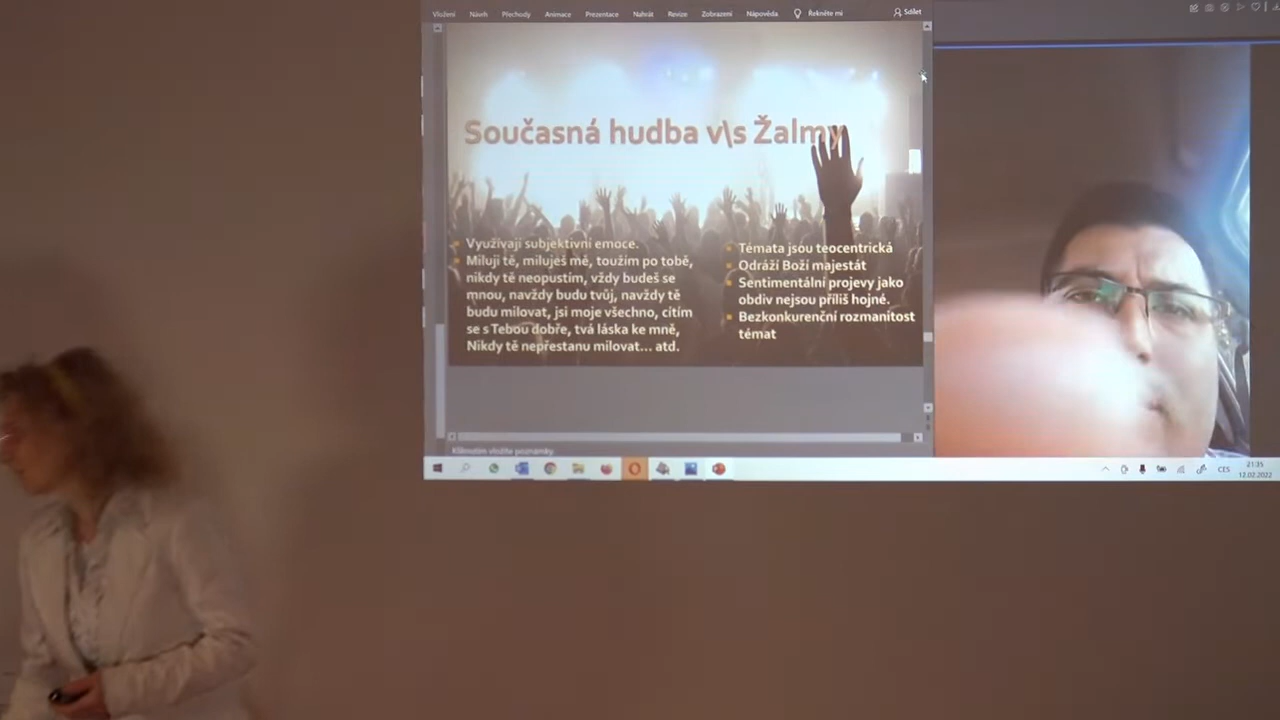 Vložení Návrh Přechody Animace Prezentace Nahrát Revize Zobrazení Nápověda Řekněte mi Sdílet
Současná hudba v\s Žalmy
Využívají subjektivní emoce.
Miluji tě, miluješ mě, toužím po tobě,
nikdy tě neopustím, vždy budeš se
mnou, navždy budu tvůj, navždy tě
budu milovat, jsi moje všechno, cítím
se s Tebou dobře, tvá láska ke mně,
Nikdy tě nepřestanu milovat... atd.
Témata jsou teocentrická
Odráží Boží majestát
Sentimentální projevy jako
obdiv nejsou příliš hojné.
Bezkonkurenční rozmanitost
témat
Kliknutím vložíte poznámky.
CES
21:35
12.02.2022